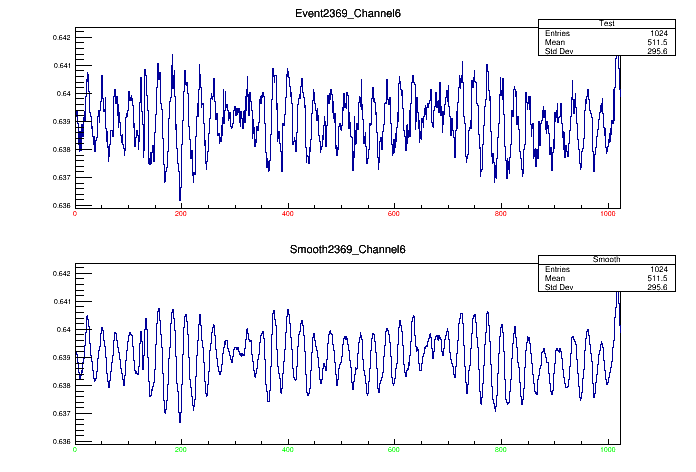 Event2369_Channel6
Test
Entries 1024
Mean 511.5
Std Dev 295.6
0.642
0.641
0.64
0.639
0.638
0.637
0.636
0 200 400 600 800 1000
Smooth2369_Channel6
Smooth
Entries 1024
Mean 511.5
Std Dev 295.6
0.642
0.641
0.64
0.639
0.638
0.637
0.636
0 200 400 600 800 1000